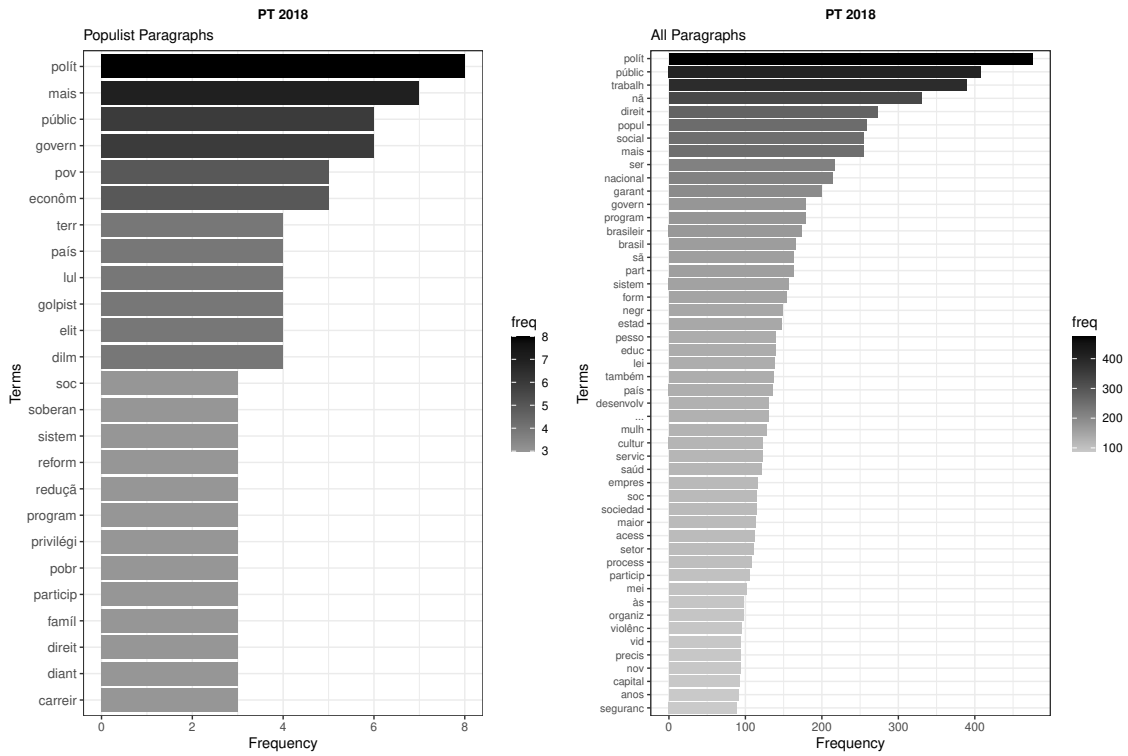 PT 2018
Populist Paragraphs
polít
mais
públic
govern
pov
econôm
terr
país
lul
golpist
elit
dilm
soc
soberan
sistem
reform
reduçã
program
privilégi
pobr
particip
famíl
direit
diant
carreir
Terms
0 2 4 6 8
Frequency
freq
8
7
6
5
4
3
PT 2018
All Paragraphs
polít
públic
trabalh
nã
direit
popul
social
mais
ser
nacional
garant
govern
program
brasileir
brasil
sã
part
sistem
form
negr
estad
pesso
educ
lei
também
país
desenvolv
...
mulh
cultur
servic
saúd
empres
soc
sociedad
maior
acess
setor
process
particip
mei
às
organiz
violênc
vid
precis
nov
capital
anos
seguranc
Terms
0 100 200 300 400
Frequency
freq
400
300
200
100